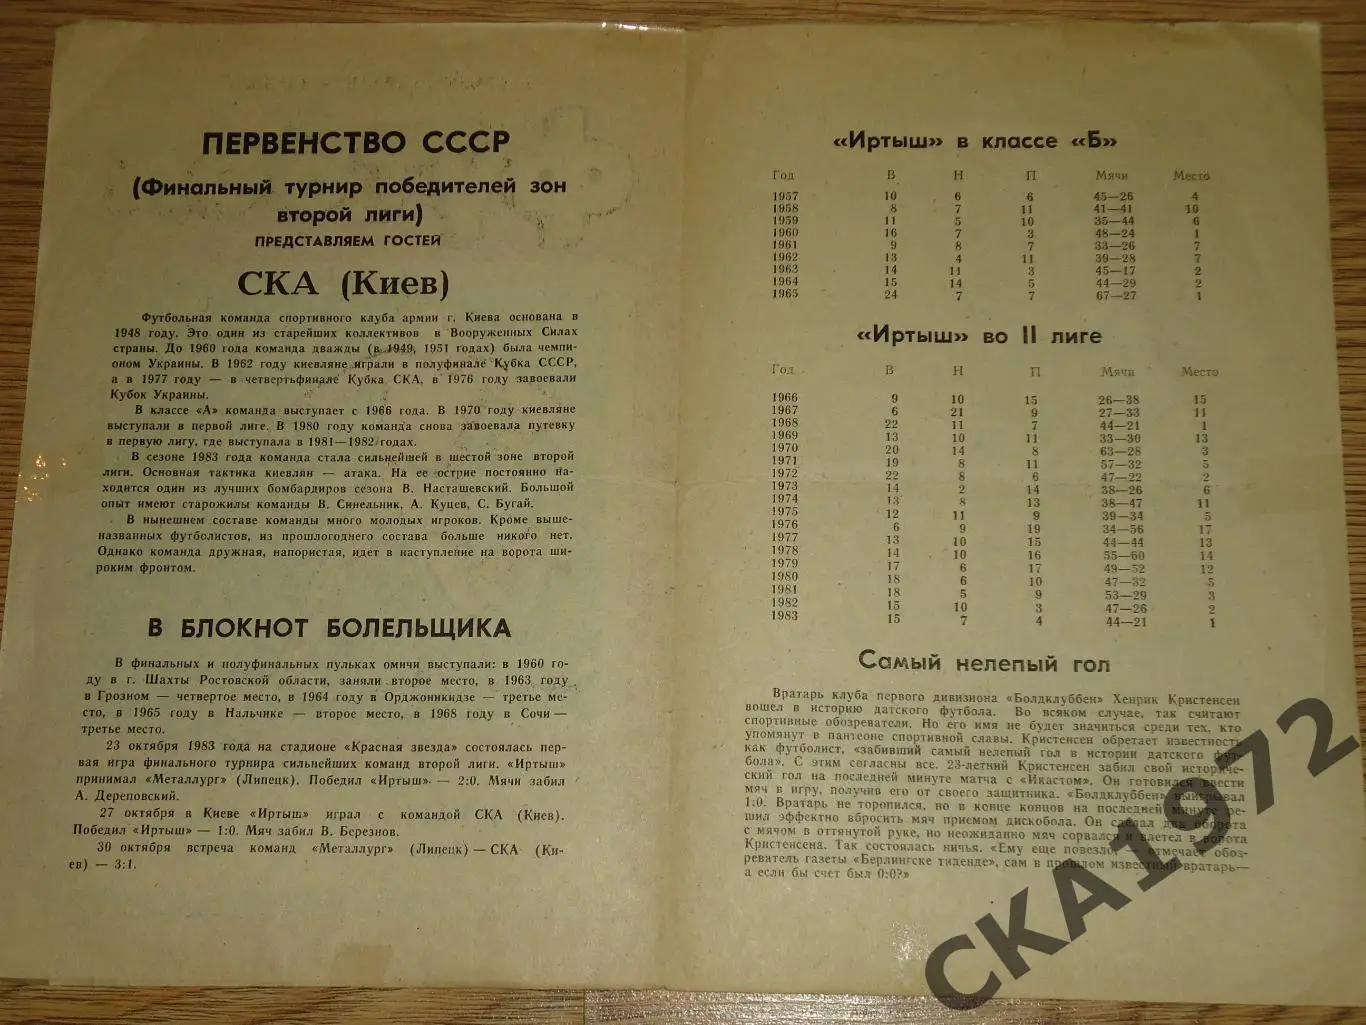 ПЕРВЕНСТВО СССР
(Финальный турнир победителей зон
второй лиги)
ПРЕДСТАВЛЯЕМ ГОСТЕЙ
СКА (Киев)
Футбольная команда спортивного клуба армии г. Киева основана в
1948 году. Это один из старейших коллективов в Вооруженных Силах
страны. До 1960 года команда дважды (в 1949, 1951 годах) была чемпи-
оном Украины. В 1962 году киевляне играли в полуфинале Кубка СССР,
а в 1977 году — в четвертьфинале Кубка СКА, в 1976 году завоевали
Кубок Украины.
В классе «А» команда выступает с 1966 года. В 1970 году киевляне
выступали в первой лиге. В 1980 году команда снова завоевала путевку
в первую лигу, где выступала в 1981—1982 годах.
В сезоне 1983 года команда стала сильнейшей в шестой зоне второй
лиги. Основная тактика киевлян — атака. На ее острие постоянно на-
ходится один из лучших бомбардиров сезона В. Насташевский. Большой
опыт имеют старожилы команды В. Синельник, А. Куцев, С. Бугай.
В нынешнем составе команды много молодых игроков. Кроме выше-
названных футболистов, из прошлогоднего состава больше никого нет.
Однако команда дружная, напористая, идет в наступление на ворота ши-
роким фронтом.
В БЛОКНОТ БОЛЕЛЬЩИКА
В финальных и полуфинальных пульках омичи выступали: в 1960 го-
ду в г. Шахты Ростовской области, заняли второе место, в 1963 году
в Грозном — четвертое место, в 1964 году в Орджоникидзе — третье ме-
сто, в 1965 году в Нальчике — второе место, в 1968 году в Сочи —
третье место.
23 октября 1983 года на стадионе «Красная звезда» состоялась пер-
вая игра финального турнира сильнейших команд второй лиги. «Иртыш»
принимал «Металлург» (Липецк). Победил «Иртыш» — 2:0. Мячи забил
А. Дереповский.
27 октября в Киеве «Иртыш» играл с командой СКА (Киев).
Победил «Иртыш» — 1:0. Мяч забил В. Березнов.
30 октября встреча команд «Металлург» (Липецк) — СКА (Ки-
ев) — 3:1.
«Иртыш» в классе «Б»
Год В Н П Мячи Место
1957 10 6 6 45—26 4
1958 8 7 11 41—41 10
1959 11 5 10 35—44 6
1960 16 7 3 48—24 1
1961 9 8 7 33—26 7
1962 13 4 11 39—28 7
1963 14 11 3 45—17 2
1964 15 14 5 44—29 2
1965 24 7 7 67—27 1
«Иртыш» во II лиге
Год В Н П Мячи Место
1966 9 10 15 26—38 15
1967 6 21 9 27—33 11
1968 22 11 7 44—21 1
1969 13 10 11 33—30 13
1970 20 14 8 63—28 3
1971 19 8 11 57—32 5
1972 22 8 6 47—22 2
1973 14 2 14 38—26 6
1974 13 8 13 38—47 11
1975 12 11 9 39—34 5
1976 6 9 19 34—56 17
1977 13 10 15 44—44 13
1978 14 10 16 55—60 14
1979 17 6 17 49—52 12
1980 18 6 10 47—32 5
1981 18 5 9 53—29 3
1982 15 10 3 47—26 2
1983 15 7 4 44—21 1
Самый нелепый гол
Вратарь клуба первого дивизиона «Болдклуббен» Хенрик Кристенсен
вошел в историю датского футбола. Во всяком случае, так считают
спортивные обозреватели. Но его имя не будет значиться среди тех, кто
упомянут в пантеоне спортивной славы. Кристенсен обретает известность
как футболист, «забивший самый нелепый гол в истории датского фут-
бола». С этим согласны все. 23-летний Кристенсен забил свой историче-
ский гол на последней минуте матча с «Икастом». Он готовился ввести
мяч в игру, получив его от своего защитника. «Болдклуббен» выигрывал
1:0. Вратарь не торопился, но в конце концов на последней минуте ре-
шил эффектно вбросить мяч приемом дискобола. Он сделал два оборота
с мячом в оттянутой руке, но неожиданно мяч сорвался и влетел в ворота
Кристенсена. Так состоялась ничья. «Ему еще повезло, — отмечает обоз-
реватель газеты «Берлингске тиденде», сам в прошлом известный вратарь—
а если бы счет был 0:0?»
СКА1972